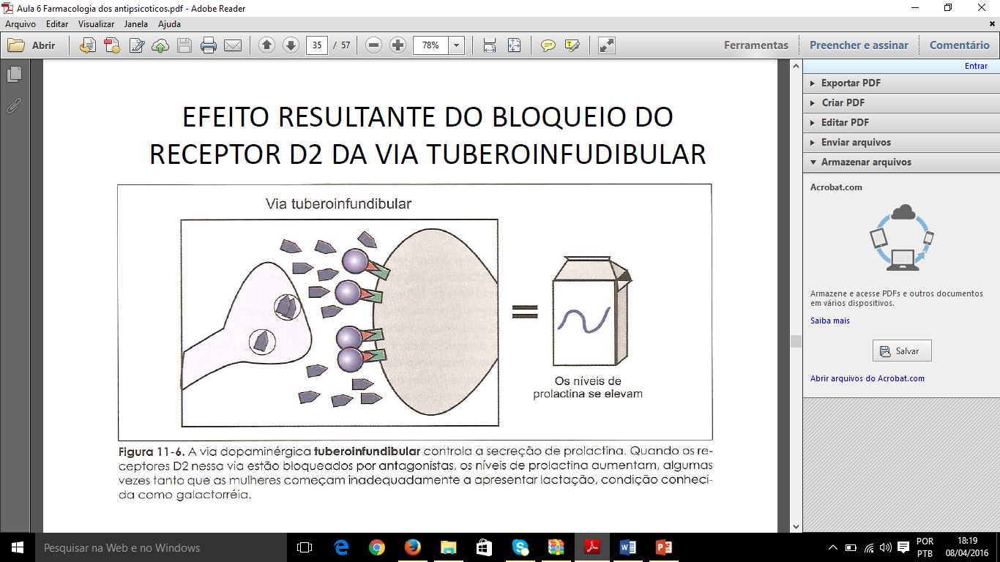 Aula 6 Farmacologia dos antipsicoticos.pdf - Adobe Reader
Arquivo Editar Visualizar Janela Ajuda
Abrir
35 / 57
78%
Ferramentas
Preencher e assinar
Comentário
Entrar
Exportar PDF
Criar PDF
Editar PDF
Enviar arquivos
Armazenar arquivos
Acrobat.com
Armazene e acesse PDFs e outros documentos
em vários dispositivos.
Saiba mais
Salvar
Abrir arquivos do Acrobat.com
EFEITO RESULTANTE DO BLOQUEIO DO
RECEPTOR D2 DA VIA TUBEROINFUDIBULAR
Via tuberoinfundibular
=
Os níveis de
prolactina se elevam
Figura 11-6. A via dopaminérgica tuberoinfundibular controla a secreção de prolactina. Quando os re-
ceptores D2 nessa via estão bloqueados por antagonistas, os níveis de prolactina aumentam, algumas
vezes tanto que as mulheres começam inadequadamente a apresentar lactação, condição conheci-
da como galactorréia.
Pesquisar na Web e no Windows
POR
PTB
18:19
08/04/2016